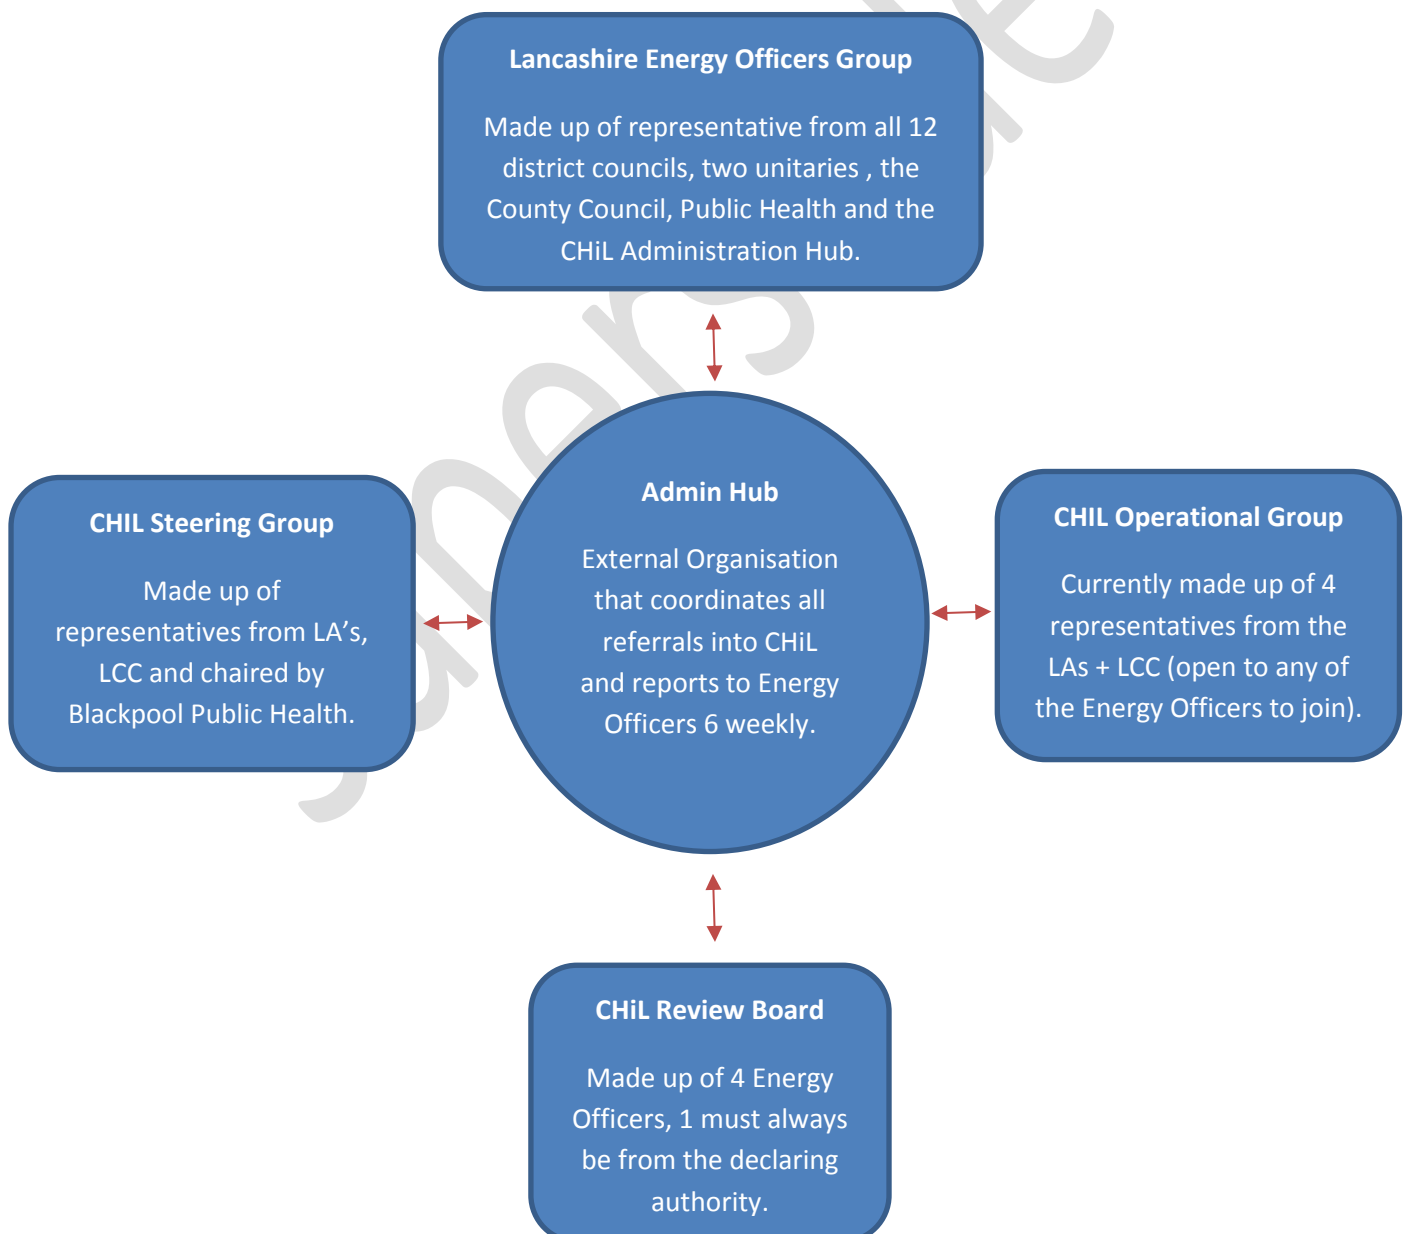 Lancashire Energy Officers Group
Made up of representative from all 12
district councils, two unitaries , the
County Council, Public Health and the
CHiL Administration Hub.
CHIL Steering Group
Made up of
representatives from LA’s,
LCC and chaired by
Blackpool Public Health.
Admin Hub
External Organisation
that coordinates all
referrals into CHiL
and reports to Energy
Officers 6 weekly.
CHIL Operational Group
Currently made up of 4
representatives from the
LAs + LCC (open to any of
the Energy Officers to join).
CHiL Review Board
Made up of 4 Energy
Officers, 1 must always
be from the declaring
authority.